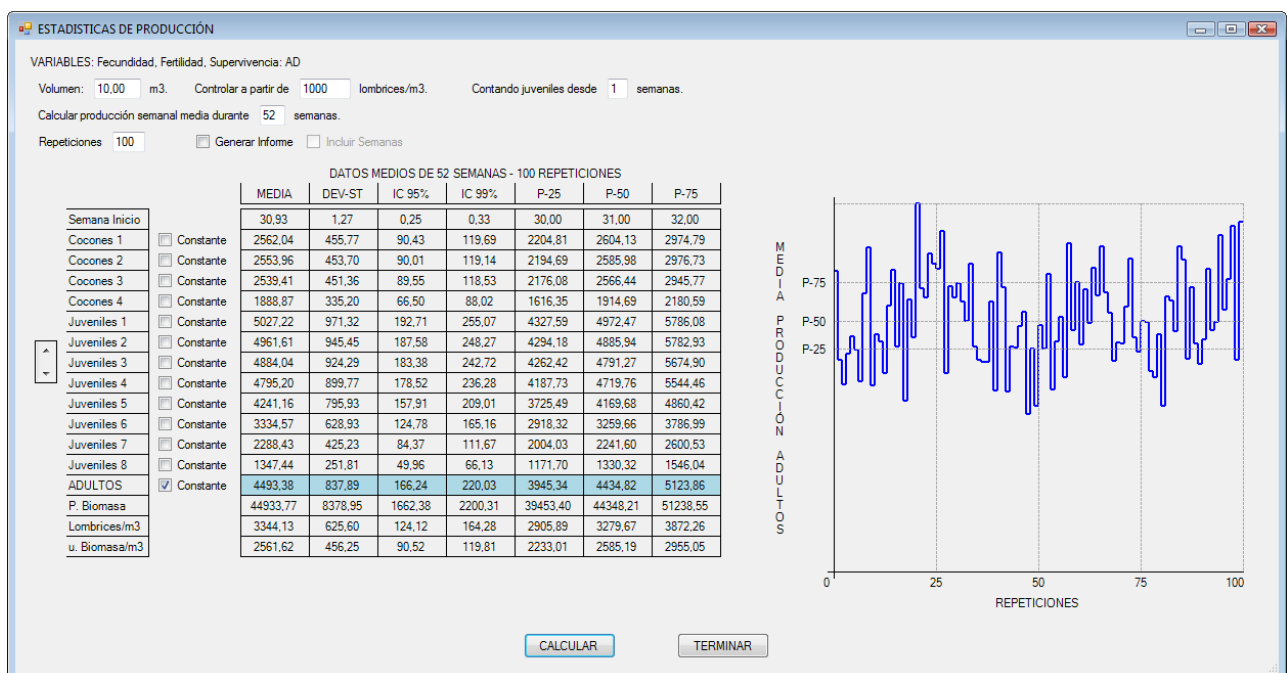 ESTADISTICAS DE PRODUCCIÓN
VARIABLES: Fecundidad, Fertilidad, Supervivencia: AD
Volumen: 10,00 m3. Controlar a partir de 1000 lombrices/m3. Contando juveniles desde 1 semanas.
Calcular producción semanal media durante 52 semanas.
Repeticiones 100 Generar Informe Incluir Semanas
DATOS MEDIOS DE 52 SEMANAS - 100 REPETICIONES
MEDIA DEV-ST IC 95% IC 99% P-25 P-50 P-75
Semana Inicio 30,93 1,27 0,25 0,33 30,00 31,00 32,00
Cocones 1 Constante 2562,04 455,77 90,43 119,69 2204,81 2604,13 2974,79
Cocones 2 Constante 2553,96 453,70 90,01 119,14 2194,69 2585,98 2976,73
Cocones 3 Constante 2539,41 451,36 89,55 118,53 2176,08 2566,44 2945,77
Cocones 4 Constante 1888,87 335,20 66,50 88,02 1616,35 1914,69 2180,59
Juveniles 1 Constante 5027,22 971,32 192,71 255,07 4327,59 4972,47 5786,08
Juveniles 2 Constante 4961,61 945,45 187,58 248,27 4294,18 4885,94 5782,93
Juveniles 3 Constante 4884,04 924,29 183,38 242,72 4262,42 4791,27 5674,90
Juveniles 4 Constante 4795,20 899,77 178,52 236,28 4187,73 4719,76 5544,46
Juveniles 5 Constante 4241,16 795,93 157,91 209,01 3725,49 4169,68 4860,42
Juveniles 6 Constante 3334,57 628,93 124,78 165,16 2918,32 3259,66 3786,99
Juveniles 7 Constante 2288,43 425,23 84,37 111,67 2004,03 2241,60 2600,53
Juveniles 8 Constante 1347,44 251,81 49,96 66,13 1171,70 1330,32 1546,04
ADULTOS Constante 4493,38 837,89 166,24 220,03 3945,34 4434,82 5123,86
P. Biomasa 44933,77 8378,95 1662,38 2200,31 39453,40 44348,21 51238,55
Lombrices/m3 3344,13 625,60 124,12 164,28 2905,89 3279,67 3872,26
u. Biomasa/m3 2561,62 456,25 90,52 119,81 2233,01 2585,19 2955,05
MEDIA PRODUCCIÓN ADULTOS
P-75
P-50
P-25
0 25 50 75 100
REPETICIONES
CALCULAR TERMINAR